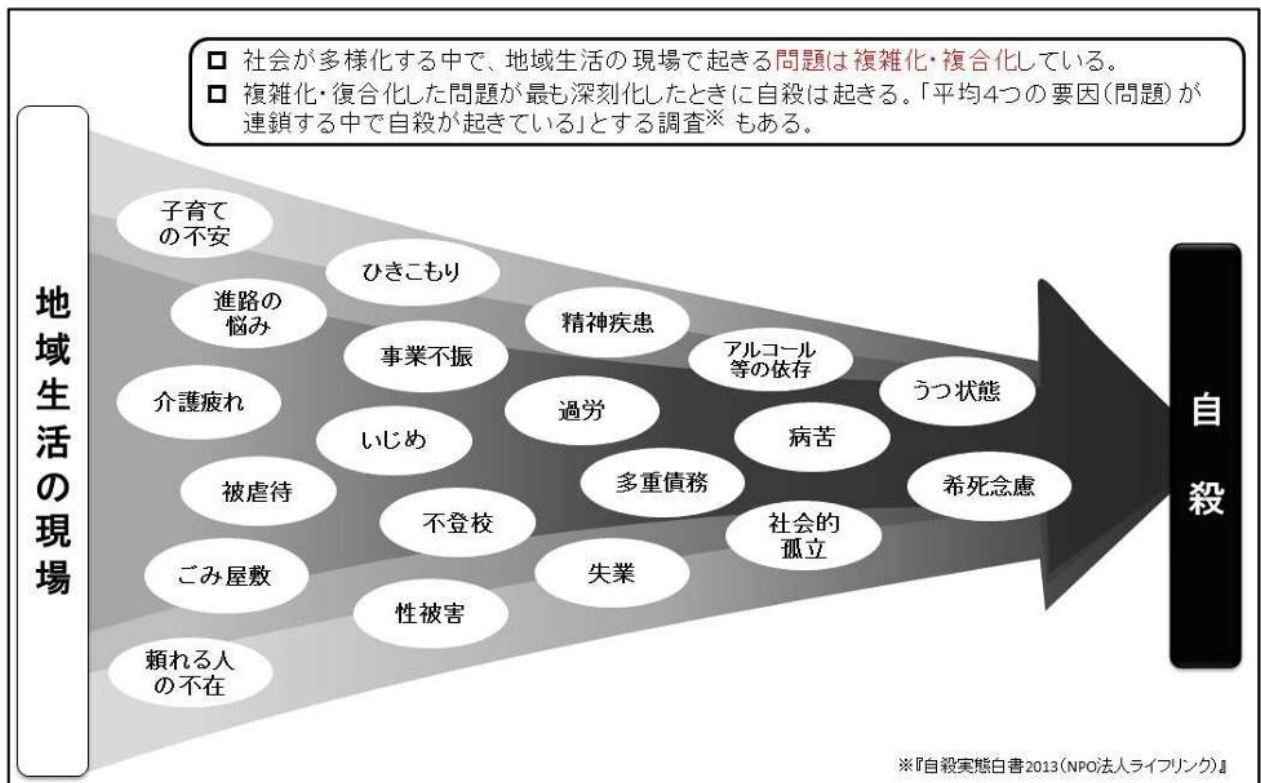 □ 社会が多様化する中で、地域生活の現場で起きる問題は複雑化・複合化している。
□ 複雑化・復合化した問題が最も深刻化したときに自殺は起きる。「平均4つの要因(問題)が
連鎖する中で自殺が起きている」とする調査※ もある。
地域生活の現場
子育て
の不安
進路の
悩み
介護疲れ
被虐待
ごみ屋敷
頼れる人
の不在
ひきこもり
事業不振
いじめ
不登校
性被害
精神疾患
過労
多重債務
失業
アルコール
等の依存
病苦
社会的
孤立
うつ状態
希死念慮
自殺
※『自殺実態白書2013(NPO法人ライフリンク)』